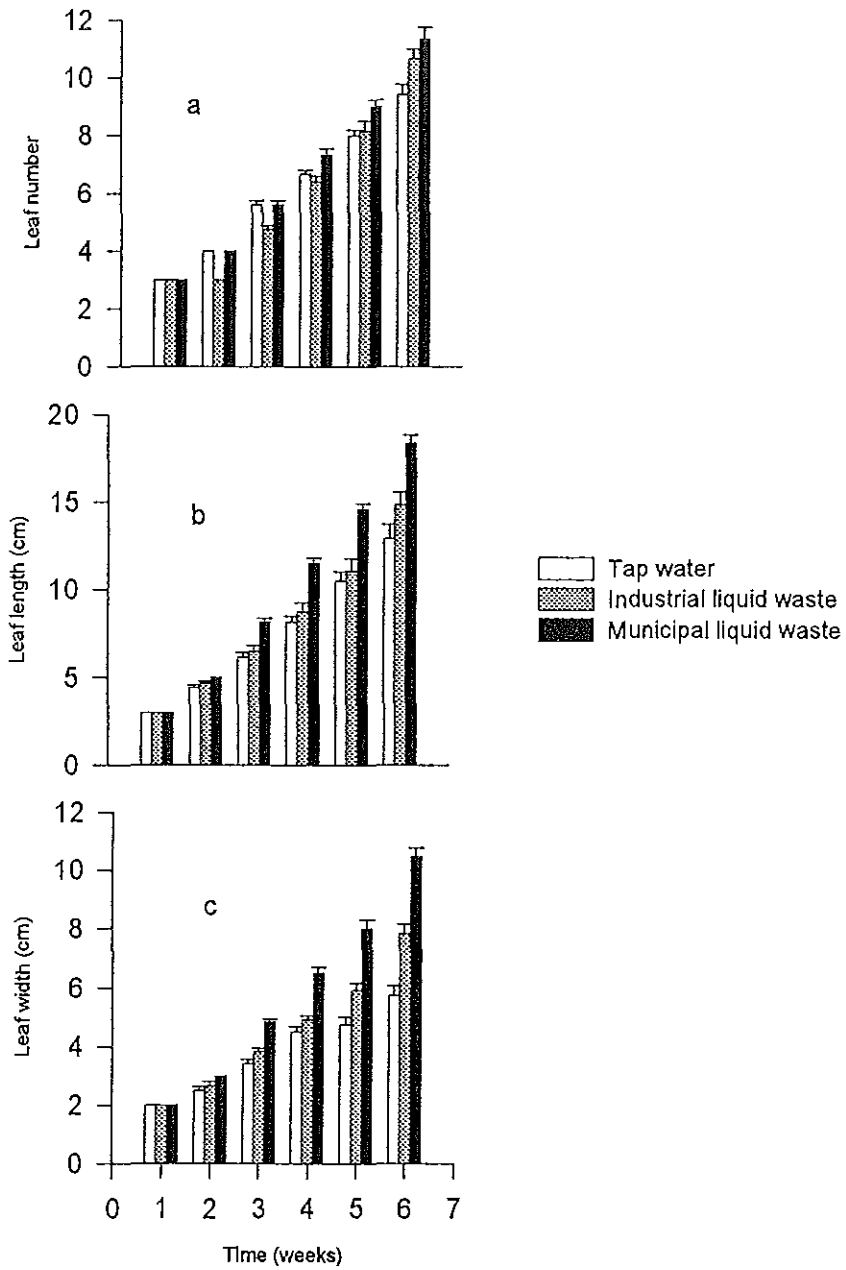 12
10
a
8
Leaf number
6
4
2
0
20
15
b
Leaf length (cm)
10
5
0
Tap water
Industrial liquid waste
Municipal liquid waste
12
10
c
8
Leaf width (cm)
6
4
2
0
0 1 2 3 4 5 6 7
Time (weeks)